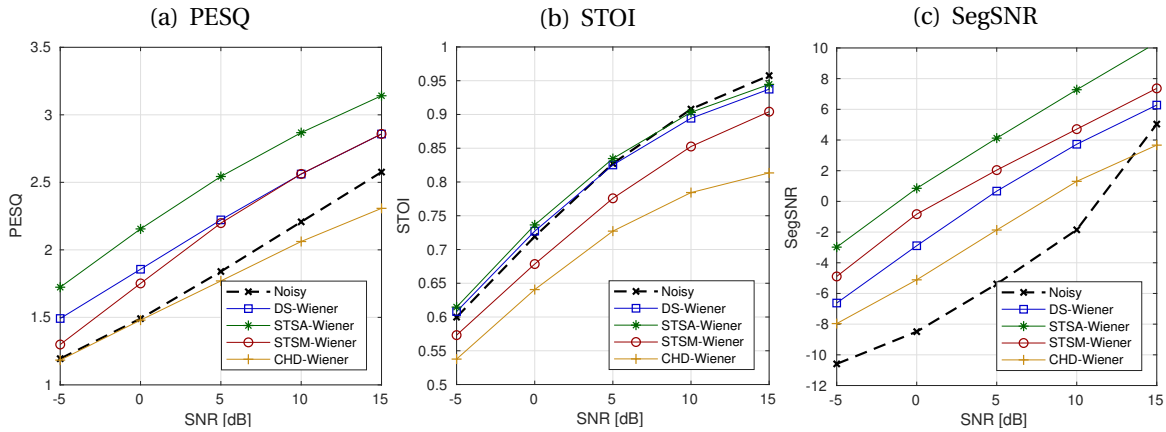 (a) PESQ
3.5
3
2.5
2
1.5
1
-5
0
5
10
15
PESQ
SNR [dB]
Noisy
DS-Wiener
STSA-Wiener
STSM-Wiener
CHD-Wiener
(b) STOI
1
0.95
0.9
0.85
0.8
0.75
0.7
0.65
0.6
0.55
0.5
-5
0
5
10
15
STOI
SNR [dB]
Noisy
DS-Wiener
STSA-Wiener
STSM-Wiener
CHD-Wiener
(c) SegSNR
10
8
6
4
2
0
-2
-4
-6
-8
-10
-12
-5
0
5
10
15
SegSNR
SNR [dB]
Noisy
DS-Wiener
STSA-Wiener
STSM-Wiener
CHD-Wiener